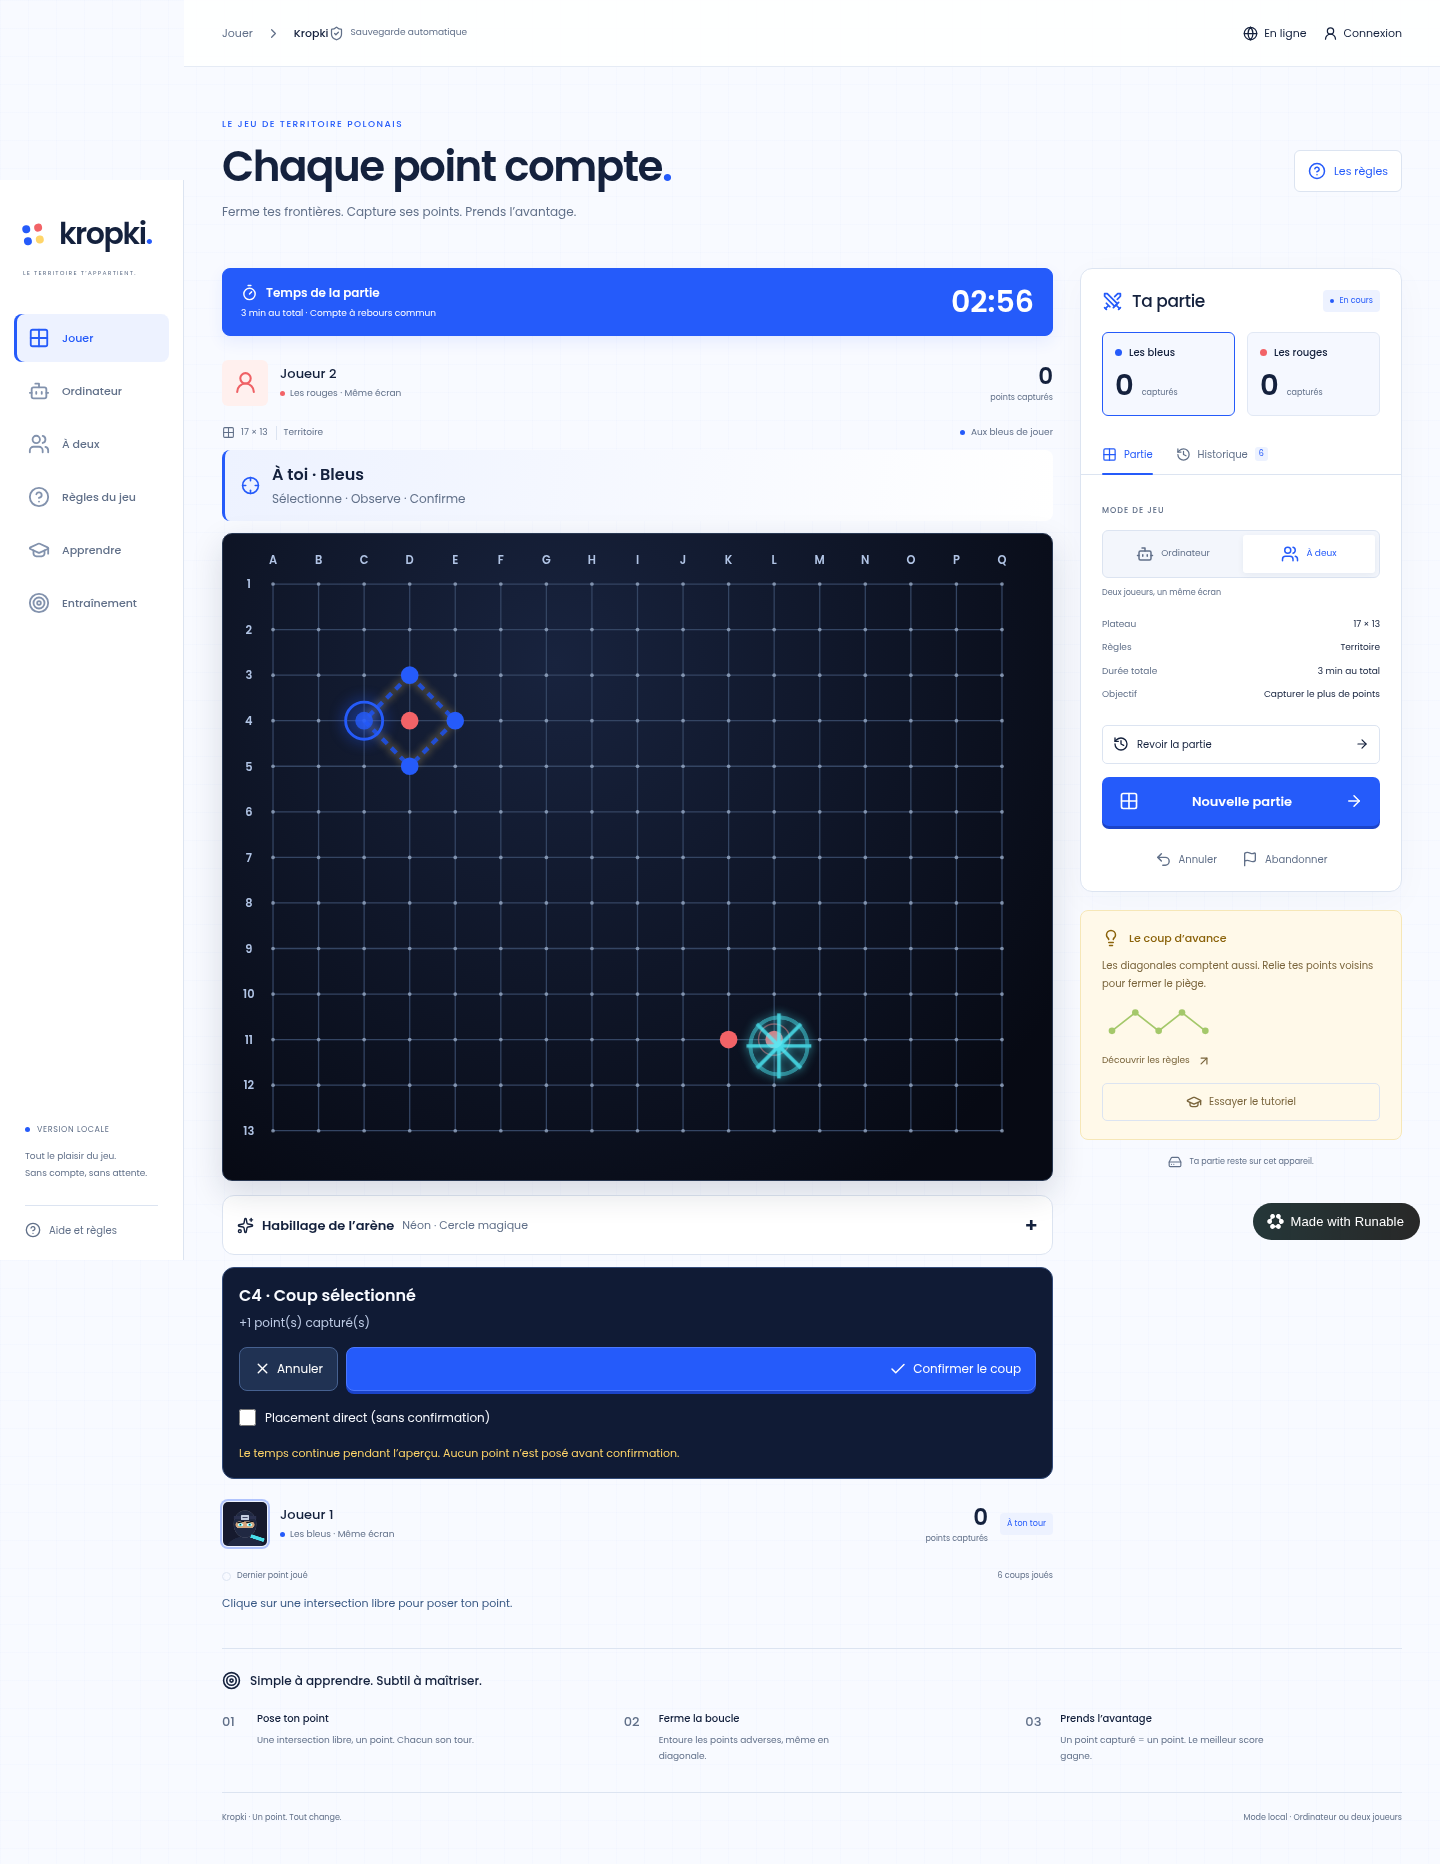 Jouer
Kropki
Sauvegarde automatique
En ligne
Connexion
LE JEU DE TERRITOIRE POLONAIS
Chaque point compte.
Ferme tes frontières. Capture ses points. Prends l’avantage.
Les règles
kropki.
LE TERRITOIRE T’APPARTIENT.
Jouer
Ordinateur
À deux
Règles du jeu
Apprendre
Entraînement
VERSION LOCALE
Tout le plaisir du jeu.
Sans compte, sans attente.
Aide et règles
Temps de la partie
3 min au total · Compte à rebours commun
02:56
Joueur 2
Les rouges · Même écran
0
points capturés
17 × 13
Territoire
Aux bleus de jouer
À toi · Bleus
Sélectionne · Observe · Confirme
A B C D E F G H I J K L M N O P Q
1
2
3
4
5
6
7
8
9
10
11
12
13
Habillage de l’arène
Néon · Cercle magique
+
C4 · Coup sélectionné
+1 point(s) capturé(s)
Annuler
Confirmer le coup
Placement direct (sans confirmation)
Le temps continue pendant l’aperçu. Aucun point n’est posé avant confirmation.
Joueur 1
Les bleus · Même écran
0
points capturés
À ton tour
Dernier point joué
6 coups joués
Clique sur une intersection libre pour poser ton point.
Ta partie
En cours
Les bleus
0 capturés
Les rouges
0 capturés
Partie
Historique 6
MODE DE JEU
Ordinateur
À deux
Deux joueurs, un même écran
Plateau 17 × 13
Règles Territoire
Durée totale 3 min au total
Objectif Capturer le plus de points
Revoir la partie
Nouvelle partie
Annuler
Abandonner
Le coup d’avance
Les diagonales comptent aussi. Relie tes points voisins
pour fermer le piège.
Découvrir les règles
Essayer le tutoriel
Ta partie reste sur cet appareil.
Made with Runable
Simple à apprendre. Subtil à maîtriser.
01
Pose ton point
Une intersection libre, un point. Chacun son tour.
02
Ferme la boucle
Entoure les points adverses, même en
diagonale.
03
Prends l’avantage
Un point capturé = un point. Le meilleur score
gagne.
Kropki · Un point. Tout change.
Mode local · Ordinateur ou deux joueurs